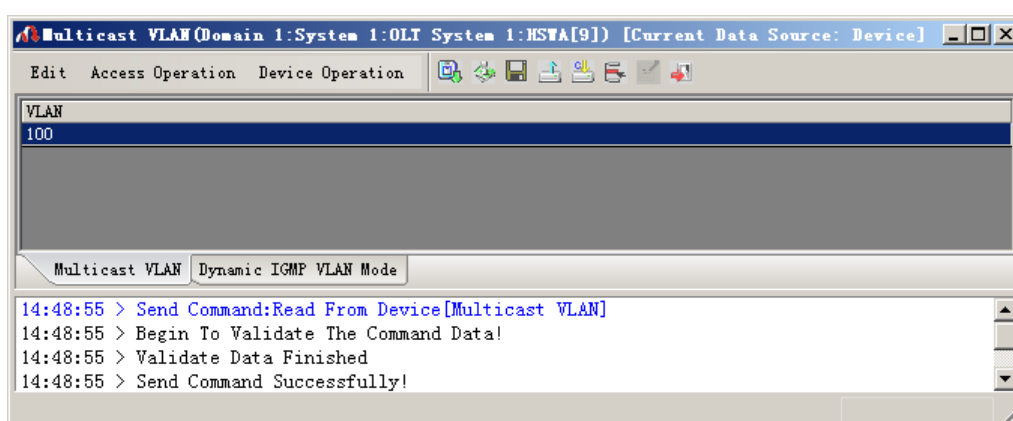 Multicast VLAN(Domain 1:System 1:OLT System 1:HSWA[9]) [Current Data Source: Device]
Edit Access Operation Device Operation
VLAN
100
Multicast VLAN Dynamic IGMP VLAN Mode
14:48:55 > Send Command:Read From Device[Multicast VLAN]
14:48:55 > Begin To Validate The Command Data!
14:48:55 > Validate Data Finished
14:48:55 > Send Command Successfully!